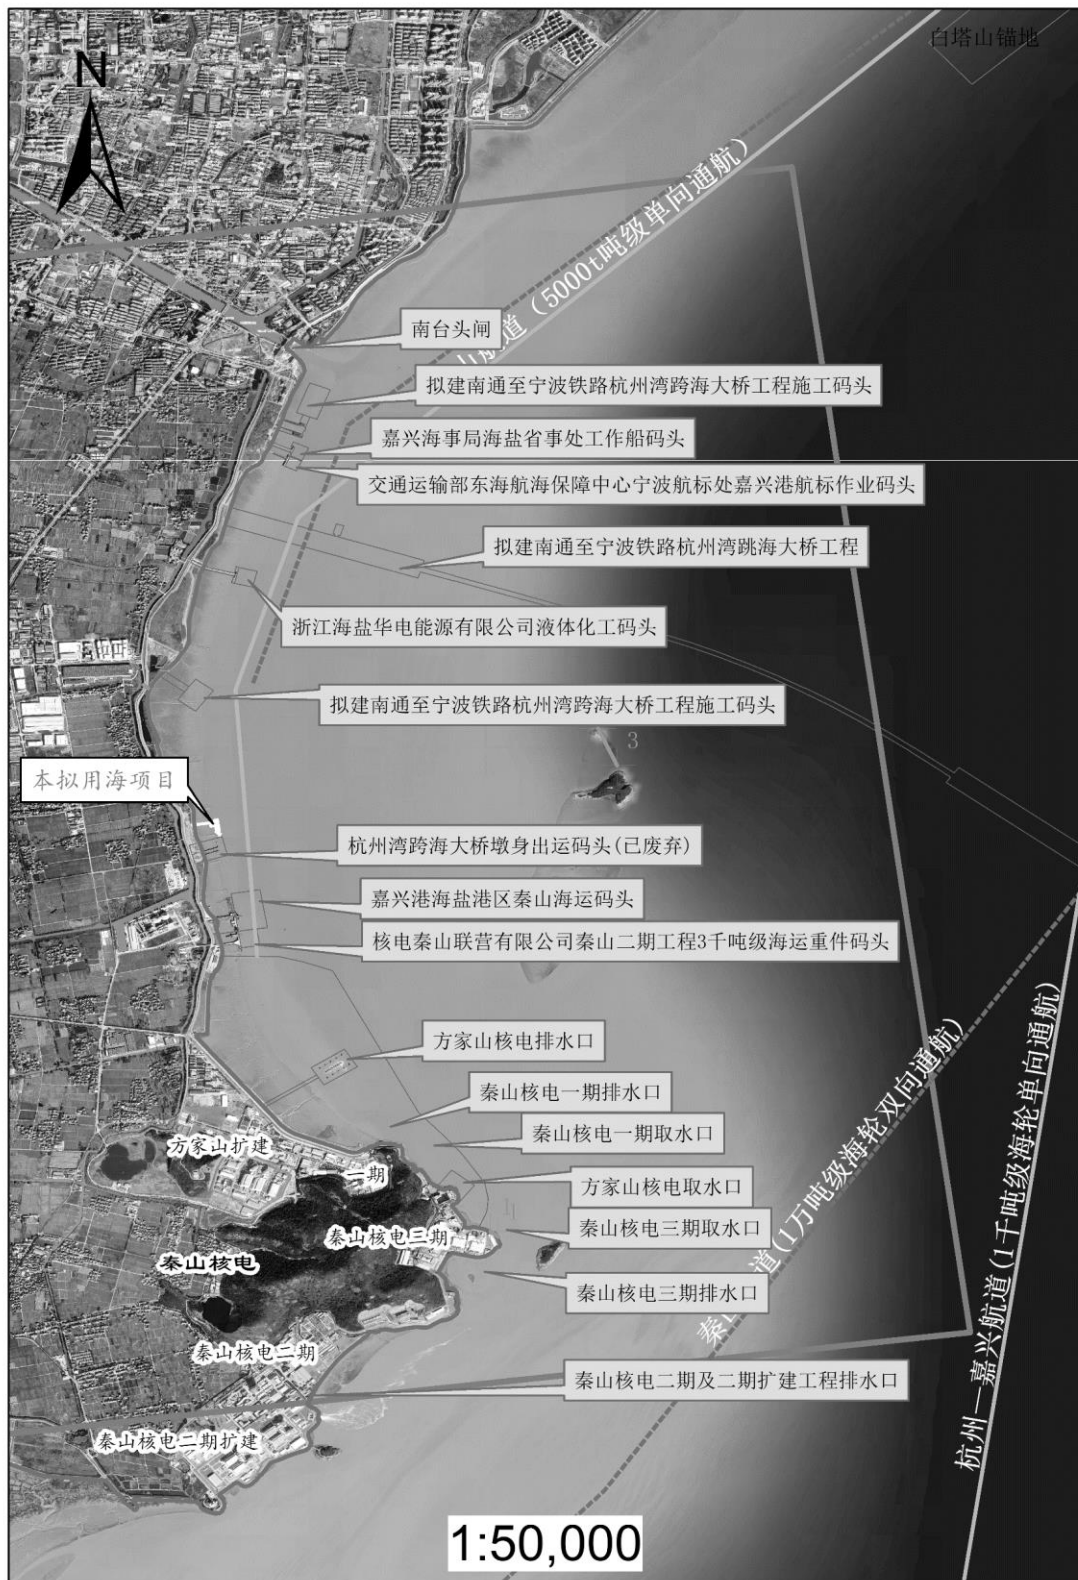 白塔山锚地
N
山航道（5000t吨级单向通航）
南台头闸
拟建南通至宁波铁路杭州湾跨海大桥工程施工码头
嘉兴海事局海盐省事处工作船码头
交通运输部东海航海保障中心宁波航标处嘉兴港航标作业码头
拟建南通至宁波铁路杭州湾跳海大桥工程
浙江海盐华电能源有限公司液体化工码头
拟建南通至宁波铁路杭州湾跨海大桥工程施工码头
3
本拟用海项目
杭州湾跨海大桥墩身出运码头(已废弃)
嘉兴港海盐港区秦山海运码头
核电秦山联营有限公司秦山二期工程3千吨级海运重件码头
方家山核电排水口
秦山核电一期排水口
秦山核电一期取水口
方家山扩建
一期
方家山核电取水口
秦山核电三期取水口
秦山核电三期
秦山核电
秦山核电三期排水口
秦
道(1万吨级海轮双向通航)
杭州—嘉兴航道(1千吨级海轮单向通航)
秦山核电二期
秦山核电二期及二期扩建工程排水口
秦山核电二期扩建
1:50,000